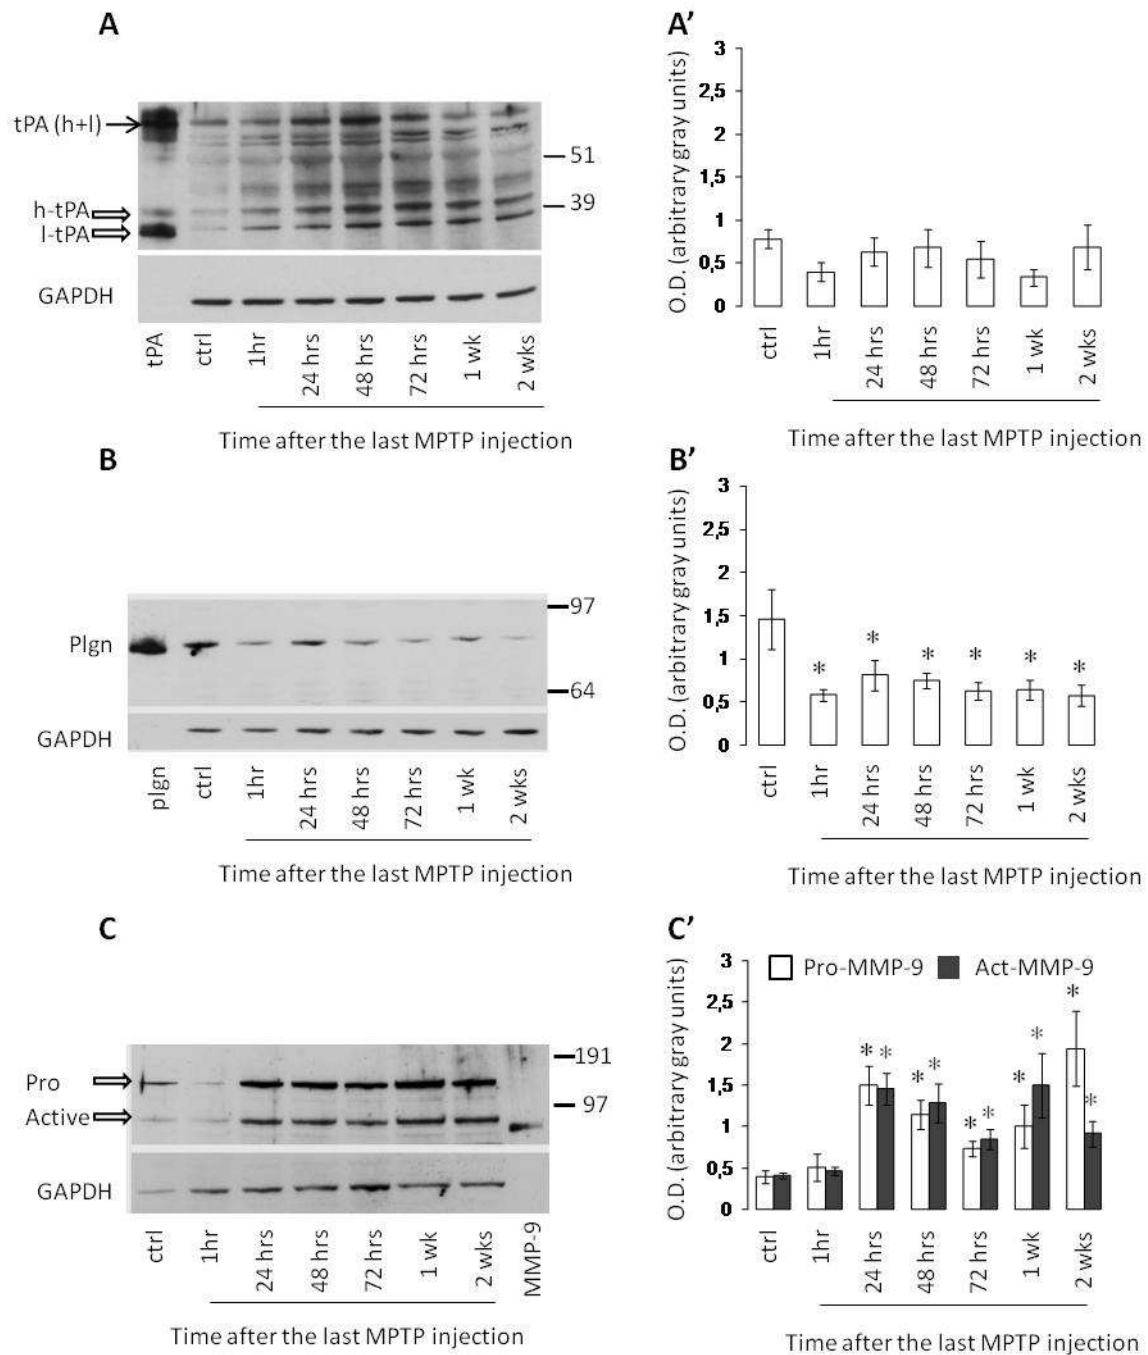 A
tPA (h+l)
51
39
h-tPA
l-tPA
GAPDH
tPA
ctrl
1hr
24 hrs
48 hrs
72 hrs
1 wk
2 wks
Time after the last MPTP injection
A’
O.D. (arbitrary gray units)
3
2,5
2
1,5
1
0,5
0
ctrl
1hr
24 hrs
48 hrs
72 hrs
1 wk
2 wks
Time after the last MPTP injection
B
97
Plgn
64
GAPDH
plgn
ctrl
1hr
24 hrs
48 hrs
72 hrs
1 wk
2 wks
Time after the last MPTP injection
B’
O.D. (arbitrary gray units)
3
2,5
2
1,5
1
0,5
0
* * * * * *
ctrl
1hr
24 hrs
48 hrs
72 hrs
1 wk
2 wks
Time after the last MPTP injection
C
191
Pro
97
Active
GAPDH
ctrl
1hr
24 hrs
48 hrs
72 hrs
1 wk
2 wks
MMP-9
Time after the last MPTP injection
C’
Pro-MMP-9 Act-MMP-9
O.D. (arbitrary gray units)
3
2,5
2
1,5
1
0,5
0
* * * * * * * * * *
ctrl
1hr
24 hrs
48 hrs
72 hrs
1 wk
2 wks
Time after the last MPTP injection